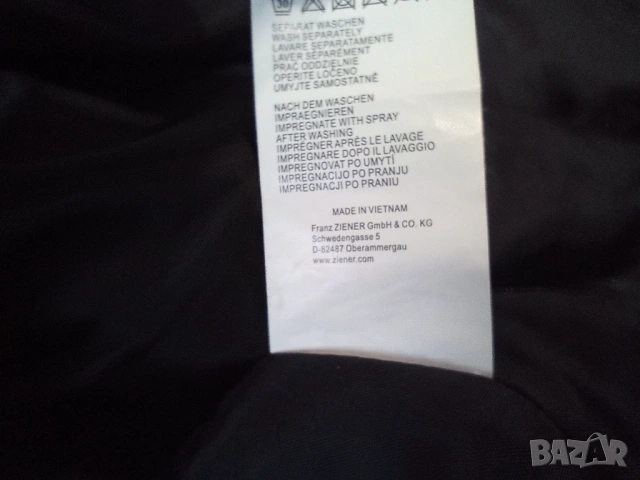 30
SEPARAT WASCHEN
WASH SEPARATELY
LAVARE SEPARATAMENTE
LAVER SÉPARÉMENT
PRAĆ ODDZIELNIE
OPERITE LOČENO
UMYJTE SAMOSTATNĚ
NACH DEM WASCHEN
IMPRAEGNIEREN
IMPREGNATE WITH SPRAY
AFTER WASHING
IMPRÉGNER APRÈS LE LAVAGE
IMPREGNARE DOPO IL LAVAGGIO
IMPREGNOVAT PO UMYTÍ
IMPREGNACIJO PO PRANJU
IMPREGNACJI PO PRANIU
MADE IN VIETNAM
Franz ZIENER GmbH & CO. KG
Schwedengasse 5
D-82487 Oberammergau
www.ziener.com
BAZAR